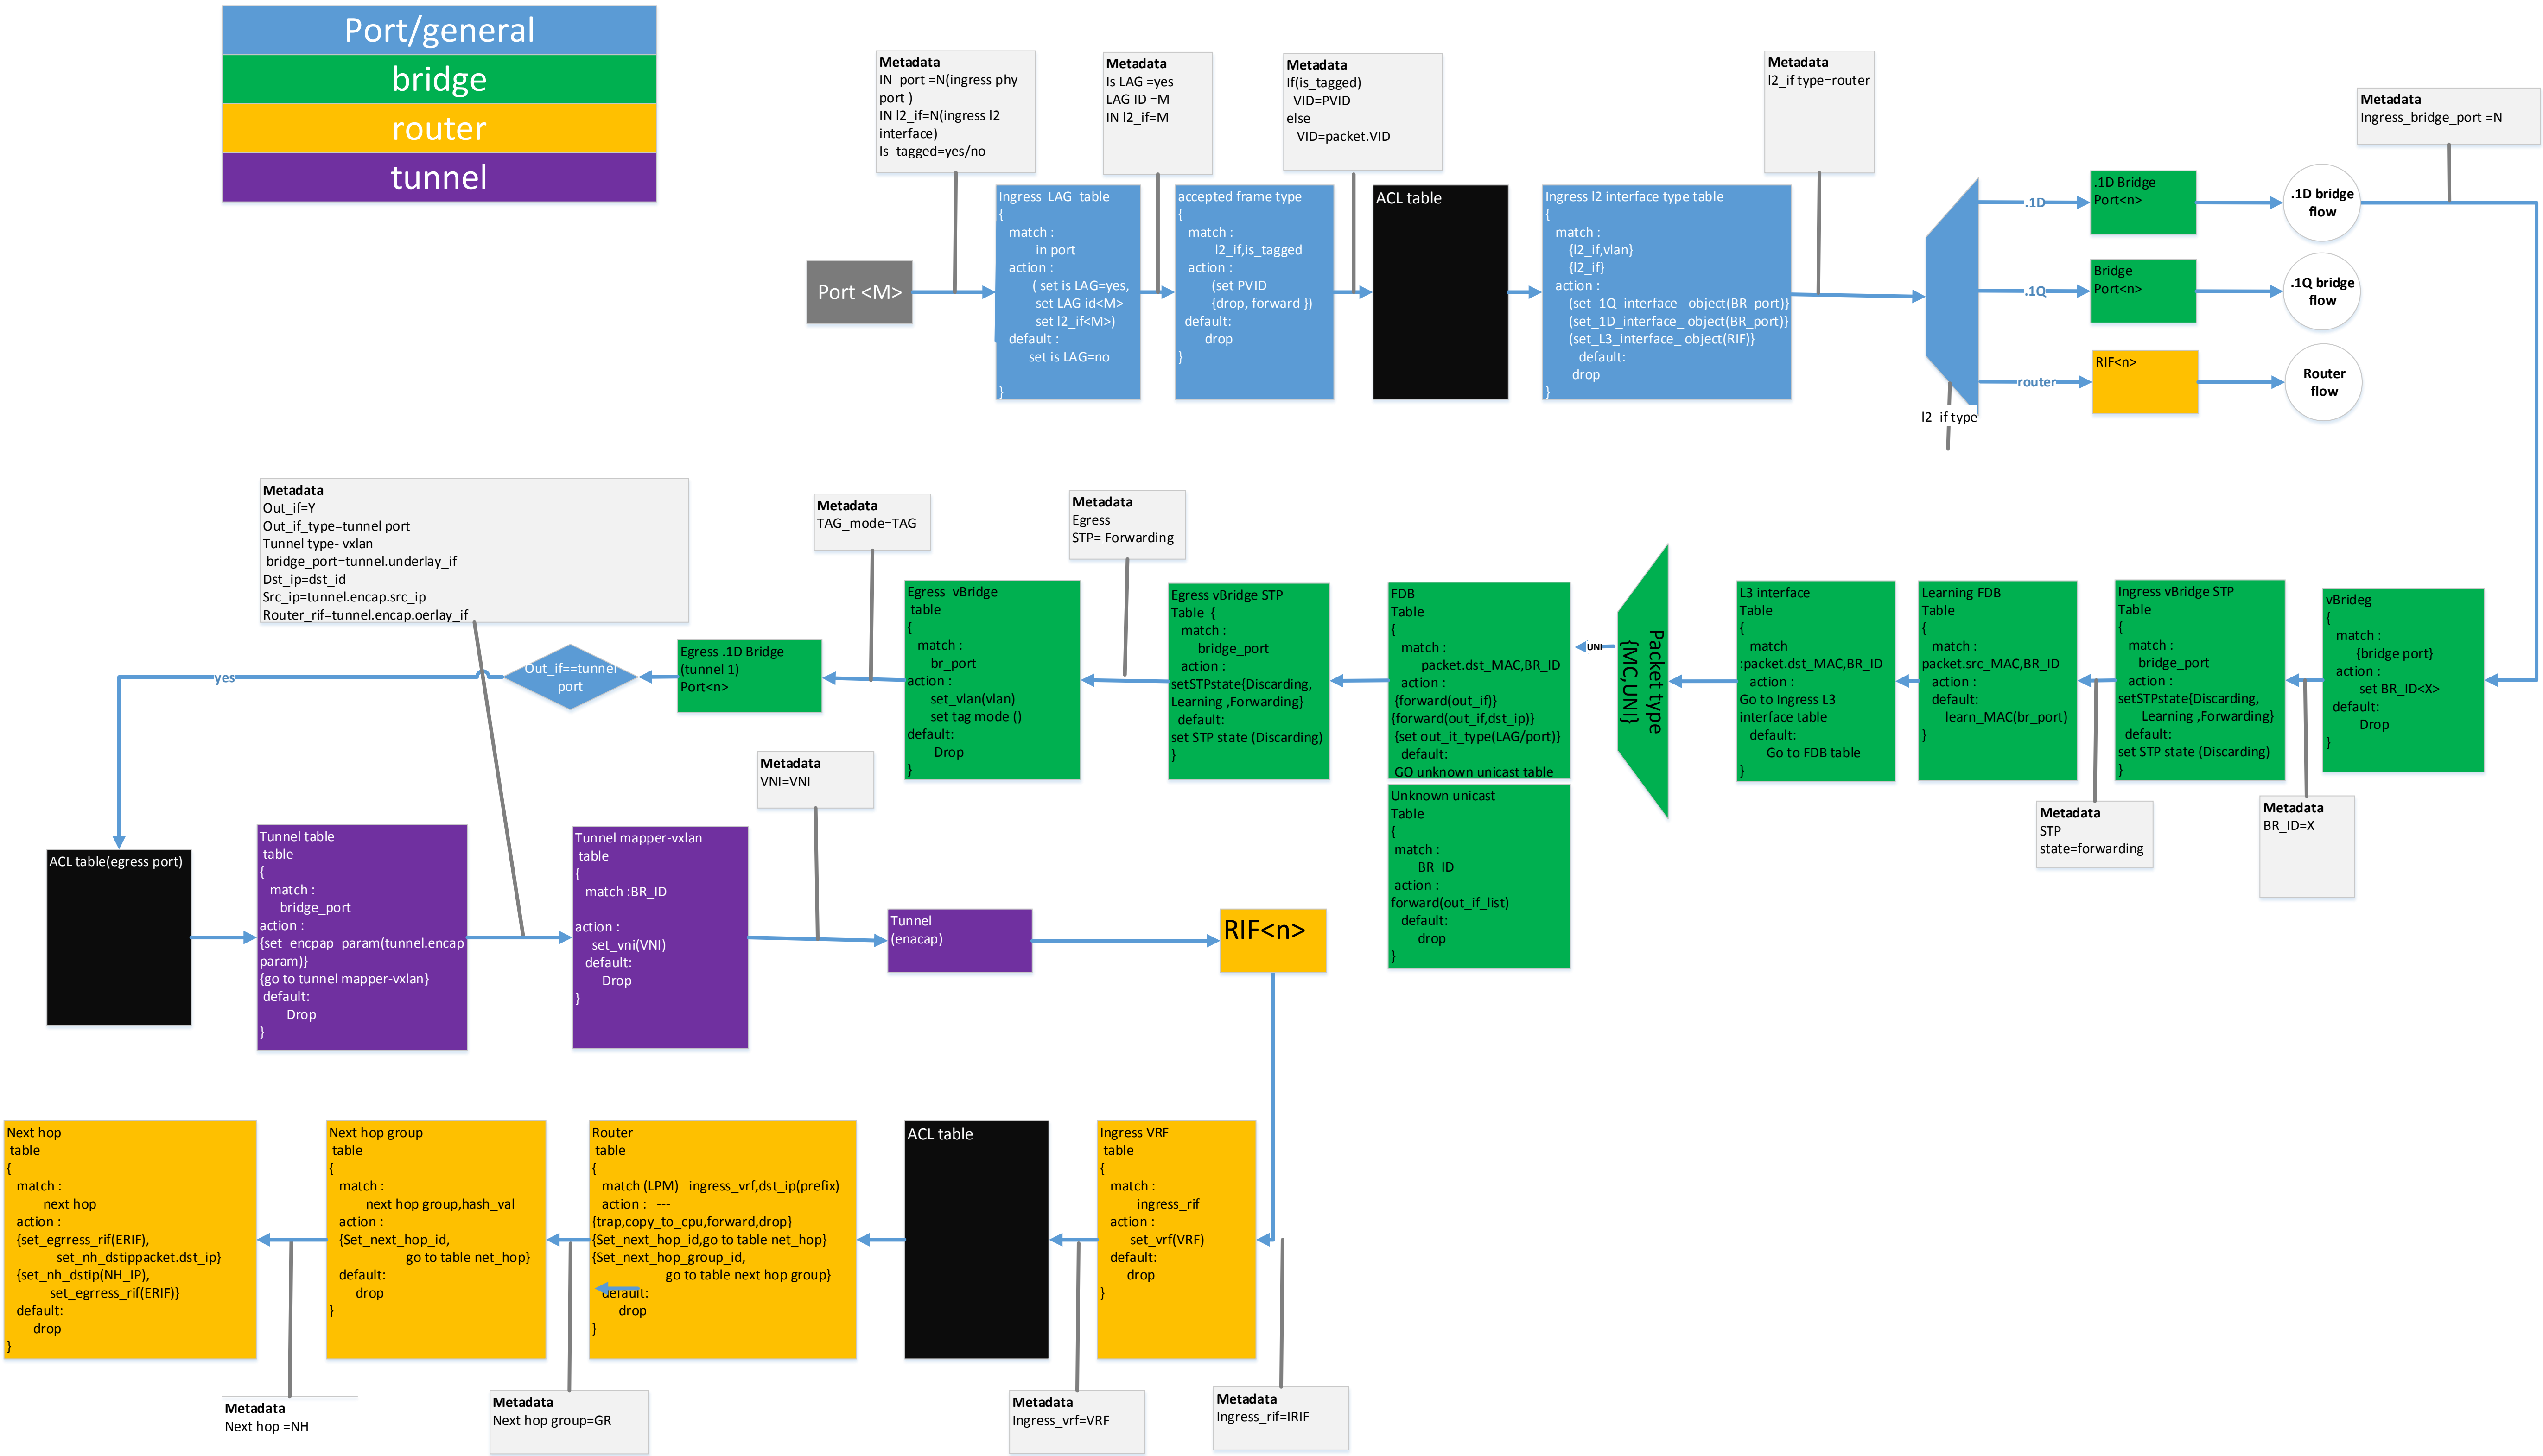 Port/general
bridge
router
tunnel
Metadata
IN  port =N(ingress phy
port )
IN l2_if=N(ingress l2
interface)
Is_tagged=yes/no
Metadata
Is LAG =yes
LAG ID =M
IN l2_if=M
Metadata
If(is_tagged)
VID=PVID
else
VID=packet.VID
Metadata
l2_if type=router
Metadata
Ingress_bridge_port =N
Port <M>
Ingress  LAG  table
{
match :
in port
action :
( set is LAG=yes,
set LAG id<M>
set l2_if<M>)
default :
set is LAG=no
}
accepted frame type
{
match :
l2_if,is_tagged
action :
(set PVID
{drop, forward })
default:
drop
}
ACL table
Ingress l2 interface type table
{
match :
{l2_if,vlan}
{l2_if}
action :
(set_1Q_interface_ object(BR_port)}
(set_1D_interface_ object(BR_port)}
(set_L3_interface_ object(RIF)}
default:
drop
}
l2_if type
.1D
.1Q
router
.1D Bridge
Port<n>
Bridge
Port<n>
RIF<n>
.1D bridge
flow
.1Q bridge
flow
Router
flow
Metadata
Out_if=Y
Out_if_type=tunnel port
Tunnel type- vxlan
bridge_port=tunnel.underlay_if
Dst_ip=dst_id
Src_ip=tunnel.encap.src_ip
Router_rif=tunnel.encap.oerlay_if
Metadata
TAG_mode=TAG
Metadata
Egress
STP= Forwarding
yes
Out_if==tunnel
port
Egress .1D Bridge
(tunnel 1)
Port<n>
Egress  vBridge
table
{
match :
br_port
action :
set_vlan(vlan)
set tag mode ()
default:
Drop
}
Egress vBridge STP
Table  {
match :
bridge_port
action :
setSTPstate{Discarding,
Learning ,Forwarding}
default:
set STP state (Discarding)
}
FDB
Table
{
match :
packet.dst_MAC,BR_ID
action :
{forward(out_if)}
{forward(out_if,dst_ip)}
{set out_it_type(LAG/port)}
default:
GO unknown unicast table
Unknown unicast
Table
{
match :
BR_ID
action :
forward(out_if_list)
default:
drop
}
UNI
Packet type
{MC,UNI}
L3 interface
Table
{
match
:packet.dst_MAC,BR_ID
action :
Go to Ingress L3
interface table
default:
Go to FDB table
}
Learning FDB
Table
{
match :
packet.src_MAC,BR_ID
action :
default:
learn_MAC(br_port)
}
Ingress vBridge STP
Table
{
match :
bridge_port
action :
setSTPstate{Discarding,
Learning ,Forwarding}
default:
set STP state (Discarding)
}
vBrideg
{
match :
{bridge port}
action :
set BR_ID<X>
default:
Drop
}
Metadata
STP
state=forwarding
Metadata
BR_ID=X
Metadata
VNI=VNI
ACL table(egress port)
Tunnel table
table
{
match :
bridge_port
action :
{set_encpap_param(tunnel.encap
param)}
{go to tunnel mapper-vxlan}
default:
Drop
}
Tunnel mapper-vxlan
table
{
match :BR_ID
action :
set_vni(VNI)
default:
Drop
}
Tunnel
(enacap)
RIF<n>
Next hop
table
{
match :
next hop
action :
{set_egrress_rif(ERIF),
set_nh_dstippacket.dst_ip}
{set_nh_dstip(NH_IP),
set_egrress_rif(ERIF)}
default:
drop
}
Next hop group
table
{
match :
next hop group,hash_val
action :
{Set_next_hop_id,
go to table net_hop}
default:
drop
}
Router
table
{
match (LPM)   ingress_vrf,dst_ip(prefix)
action :   ---
{trap,copy_to_cpu,forward,drop}
{Set_next_hop_id,go to table net_hop}
{Set_next_hop_group_id,
go to table next hop group}
default:
drop
}
ACL table
Ingress VRF
table
{
match :
ingress_rif
action :
set_vrf(VRF)
default:
drop
}
Metadata
Next hop =NH
Metadata
Next hop group=GR
Metadata
Ingress_vrf=VRF
Metadata
Ingress_rif=IRIF